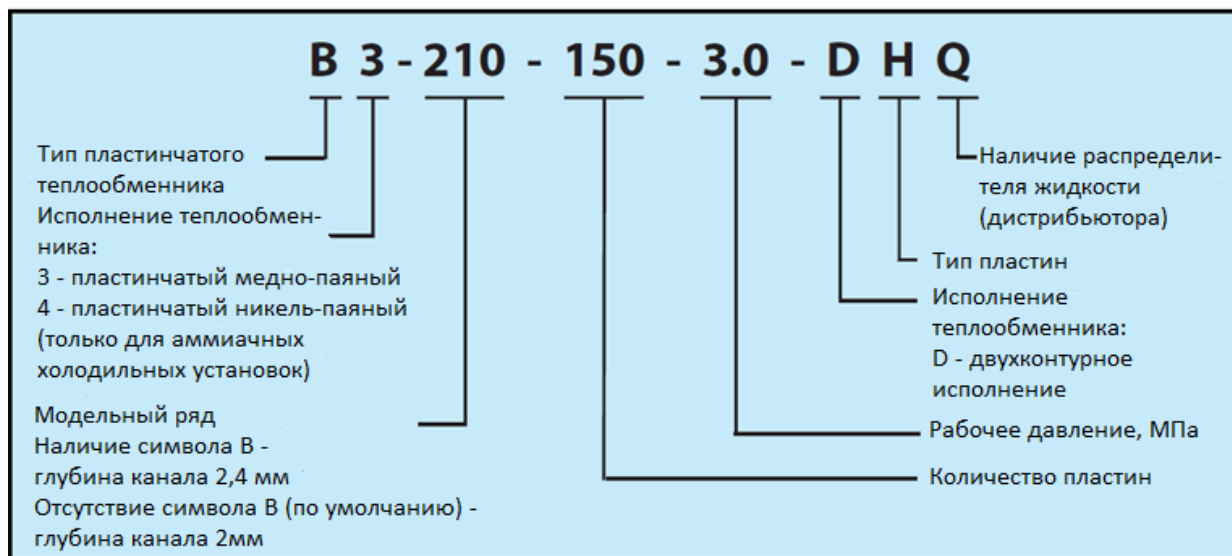 B 3 - 210 - 150 - 3.0 - D H Q
Тип пластинчатого
теплообменника
Исполнение теплообмен-
ника:
3 - пластинчатый медно-паяный
4 - пластинчатый никель-паяный
(только для аммиачных
холодильных установок)
Модельный ряд
Наличие символа В -
глубина канала 2,4 мм
Отсутствие символа В (по умолчанию) -
глубина канала 2мм
Наличие распредели-
теля жидкости
(дистрибьютора)
Тип пластин
Исполнение
теплообменника:
D - двухконтурное
исполнение
Рабочее давление, МПа
Количество пластин